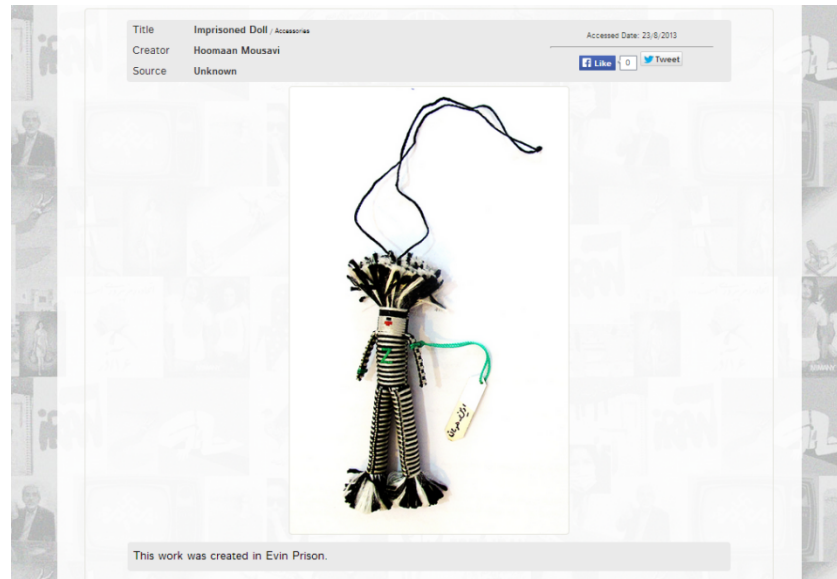 Title Imprisoned Doll / Accessories
Creator Hoomaan Mousavi
Source Unknown
Accessed Date: 23/8/2013
Like 0 Tweet
2
This work was created in Evin Prison.